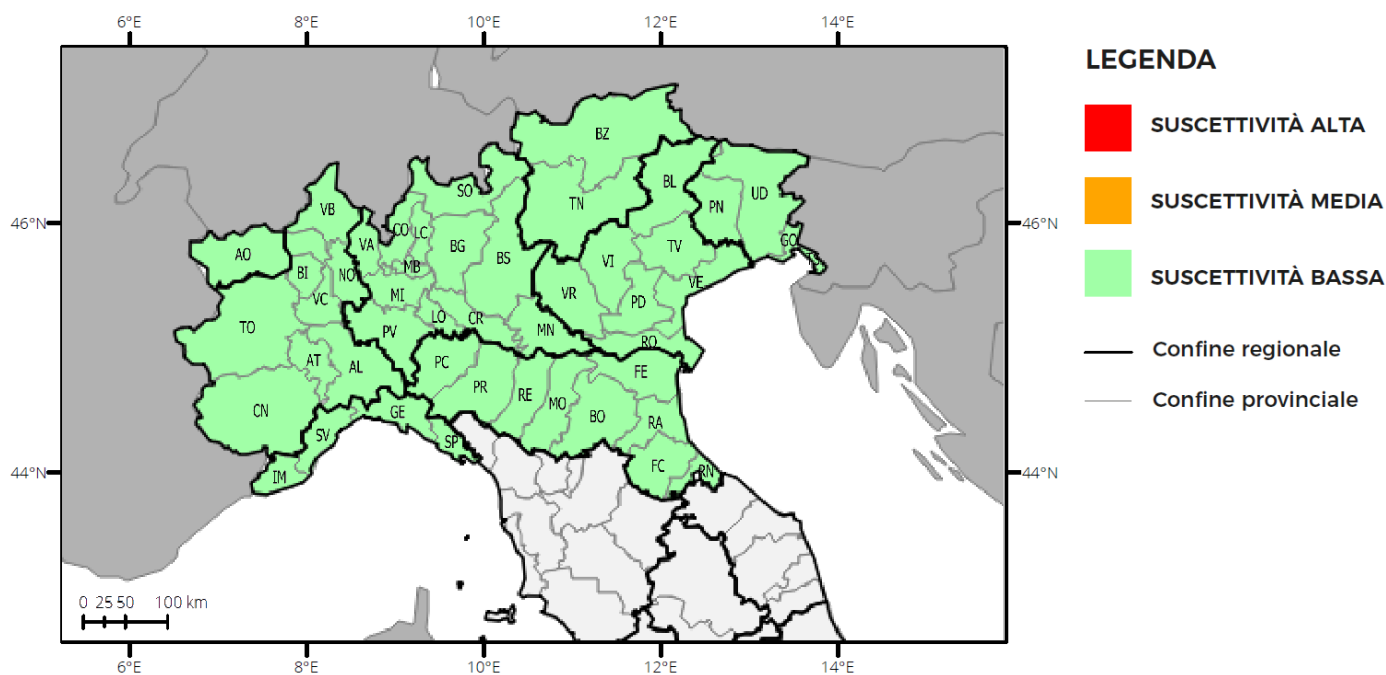 6°E 8°E 10°E 12°E 14°E
LEGENDA
SUSCETTIVITÀ ALTA
SUSCETTIVITÀ MEDIA
SUSCETTIVITÀ BASSA
Confine regionale
Confine provinciale
46°N 46°N
44°N 44°N
BZ
SO
BL
UD
TN
PN
VB
CO
LC
VA
BG
TV
GO
AO
BS
VI
MB
BI
NO
VE
VC
MI
VR
PD
LO
CR
TO
PV
MN
RO
AT
AL
PC
FE
PR
RE
MO
CN
GE
BO
RA
SV
SP
FC
RN
IM
0 25 50 100 km
6°E 8°E 10°E 12°E 14°E